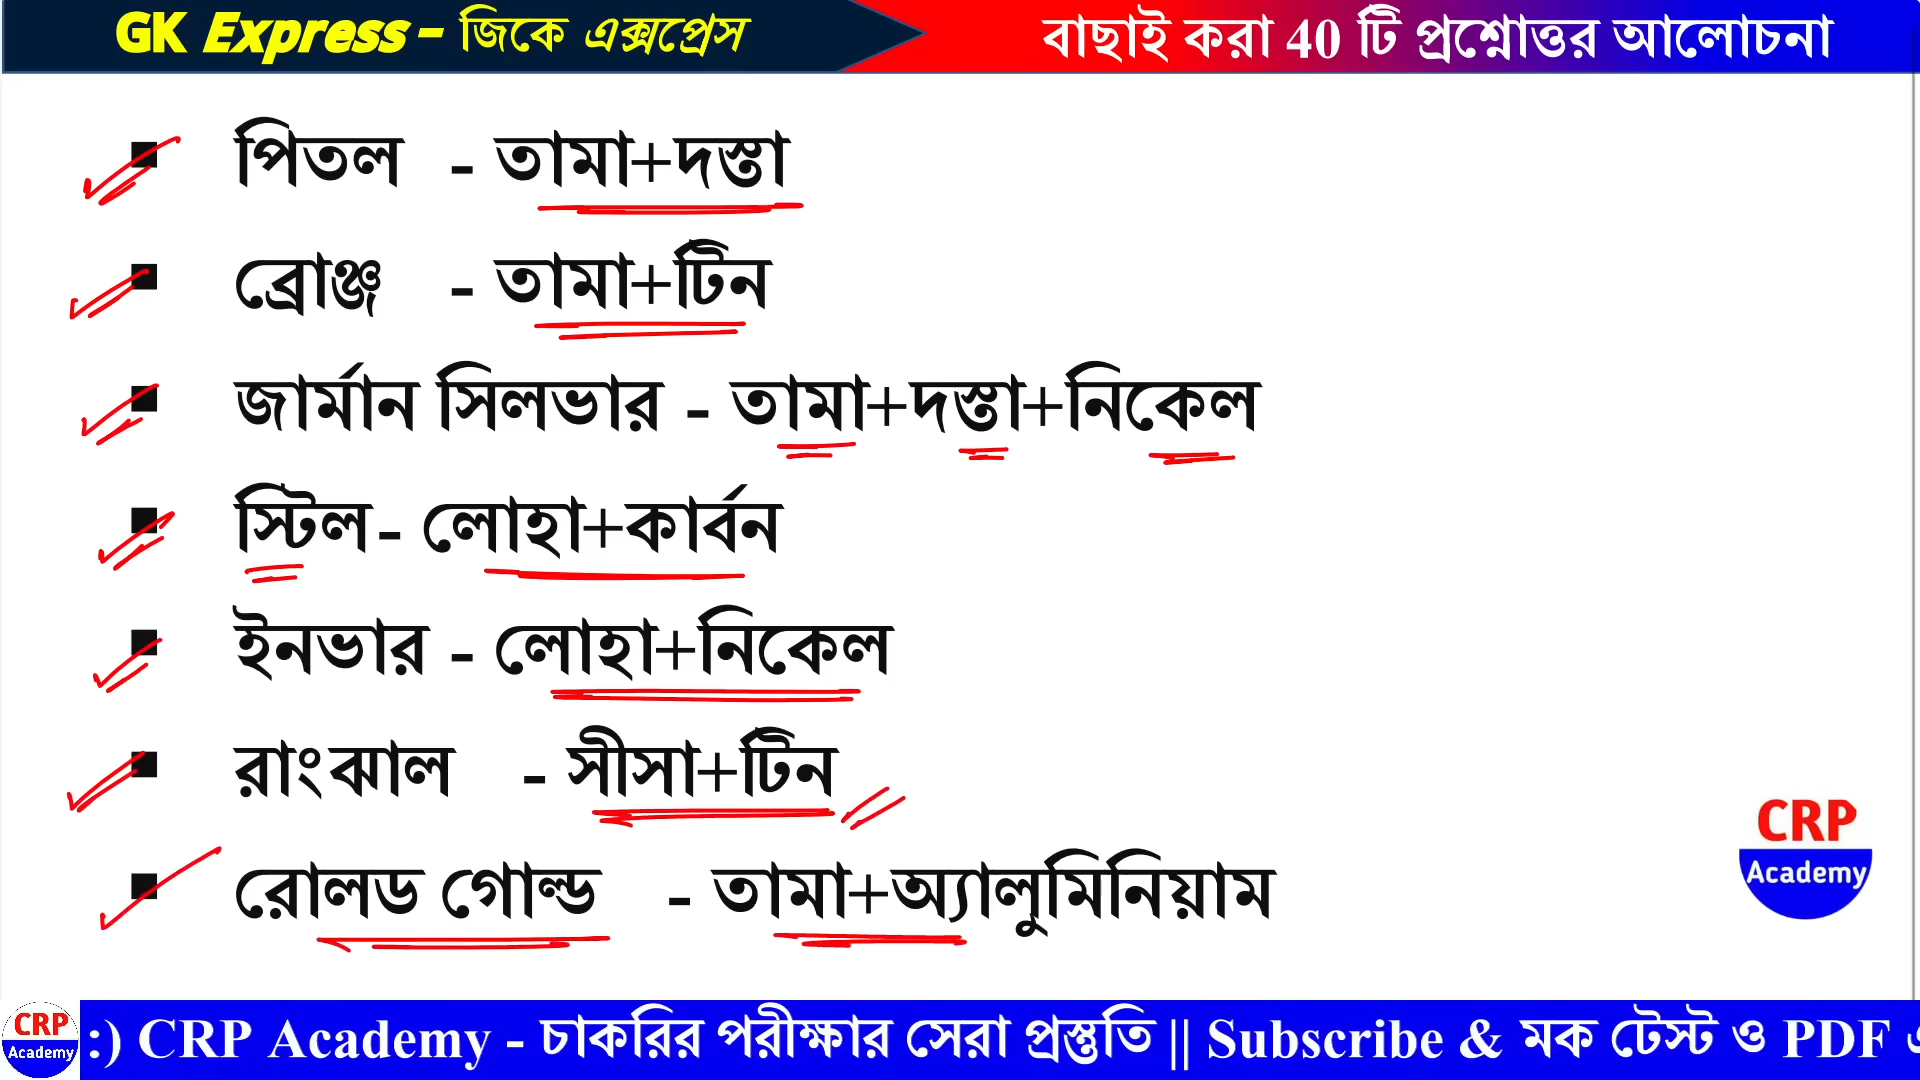 GK Express – জিকে এক্সপ্রেস
বাছাই করা 40 টি প্রশ্নোত্তর আলোচনা
▪ পিতল - তামা+দস্তা
▪ ব্রোঞ্জ - তামা+টিন
▪ জার্মান সিলভার - তামা+দস্তা+নিকেল
▪ স্টিল- লোহা+কার্বন
▪ ইনভার - লোহা+নিকেল
▪ রাংঝাল - সীসা+টিন
▪ রোলড গোল্ড - তামা+অ্যালুমিনিয়াম
CRP
Academy
CRP
Academy
:) CRP Academy - চাকরির পরীক্ষার সেরা প্রস্তুতি || Subscribe & মক টেস্ট ও PDF